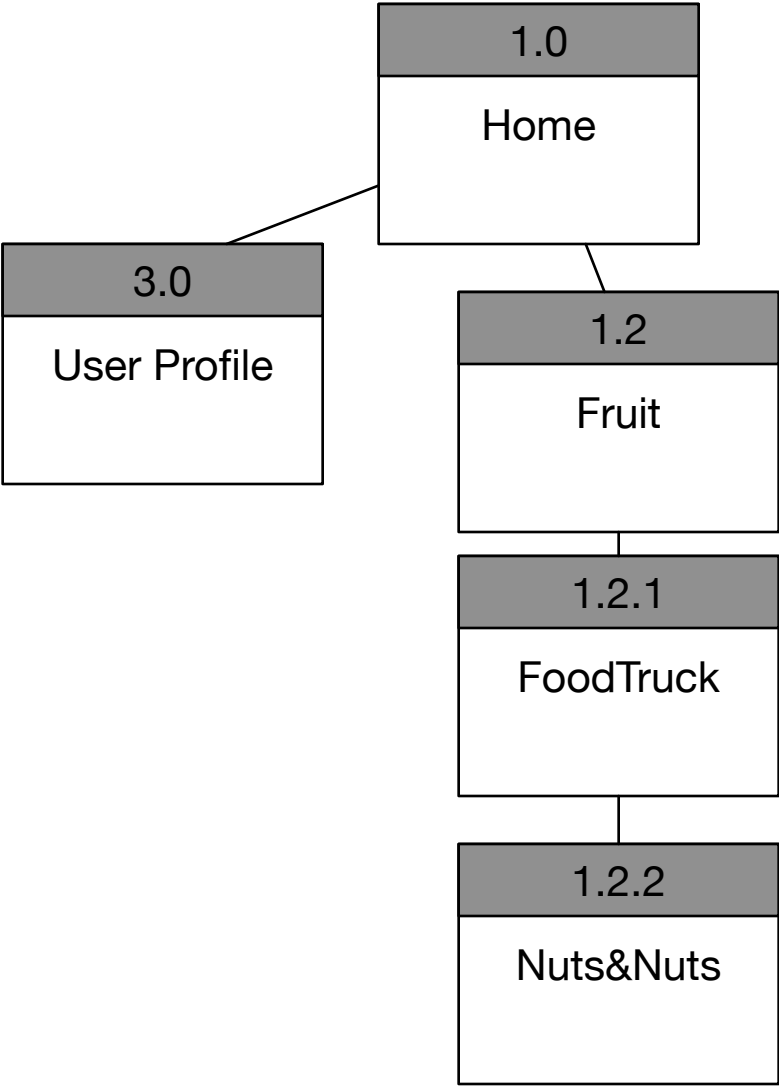 1.0
Home
3.0
User Profile
1.2
Fruit
1.2.1
FoodTruck
1.2.2
Nuts&Nuts